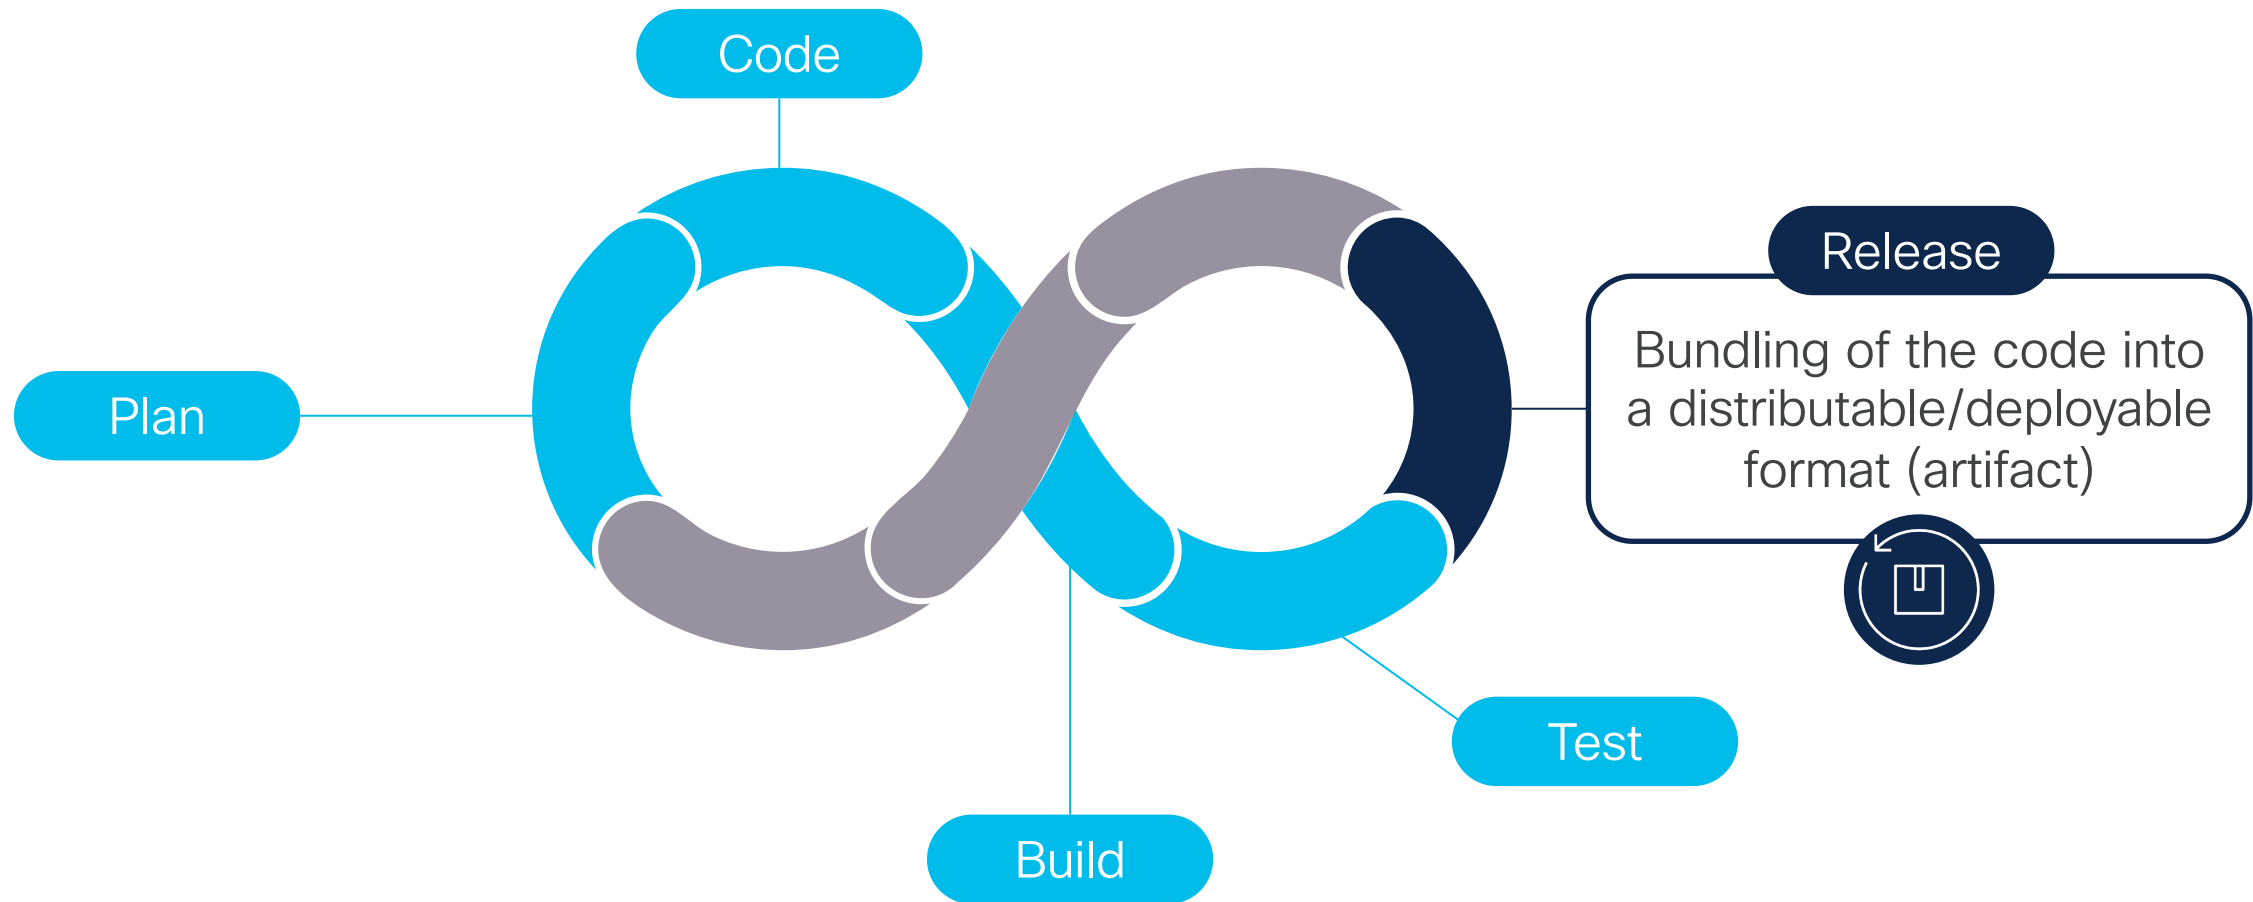 Code
Release
Bundling of the code into
a distributable/deployable
format (artifact)
Plan
Test
Build